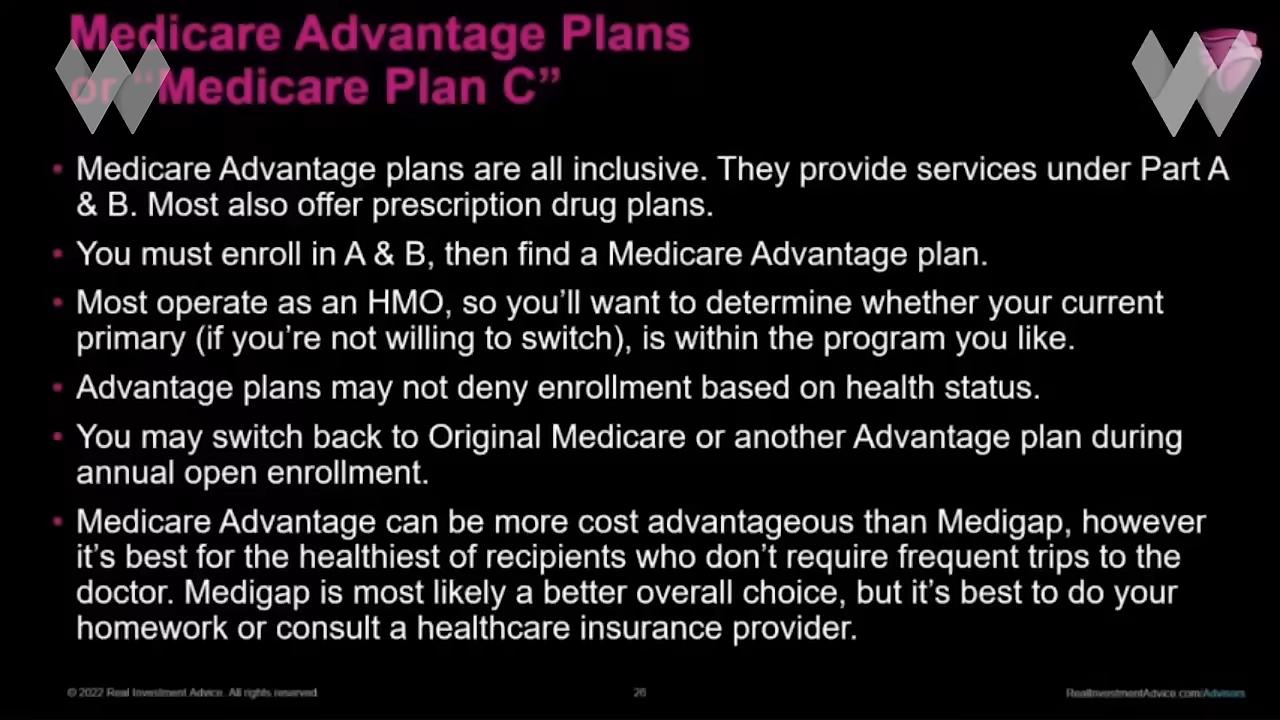 Medicare Advantage Plans
or “Medicare Plan C”
• Medicare Advantage plans are all inclusive. They provide services under Part A
& B. Most also offer prescription drug plans.
• You must enroll in A & B, then find a Medicare Advantage plan.
• Most operate as an HMO, so you’ll want to determine whether your current
primary (if you’re not willing to switch), is within the program you like.
• Advantage plans may not deny enrollment based on health status.
• You may switch back to Original Medicare or another Advantage plan during
annual open enrollment.
• Medicare Advantage can be more cost advantageous than Medigap, however
it’s best for the healthiest of recipients who don’t require frequent trips to the
doctor. Medigap is most likely a better overall choice, but it’s best to do your
homework or consult a healthcare insurance provider.
© 2022 Real Investment Advice. All rights reserved.
26
RealInvestmentAdvice.com/Advisors